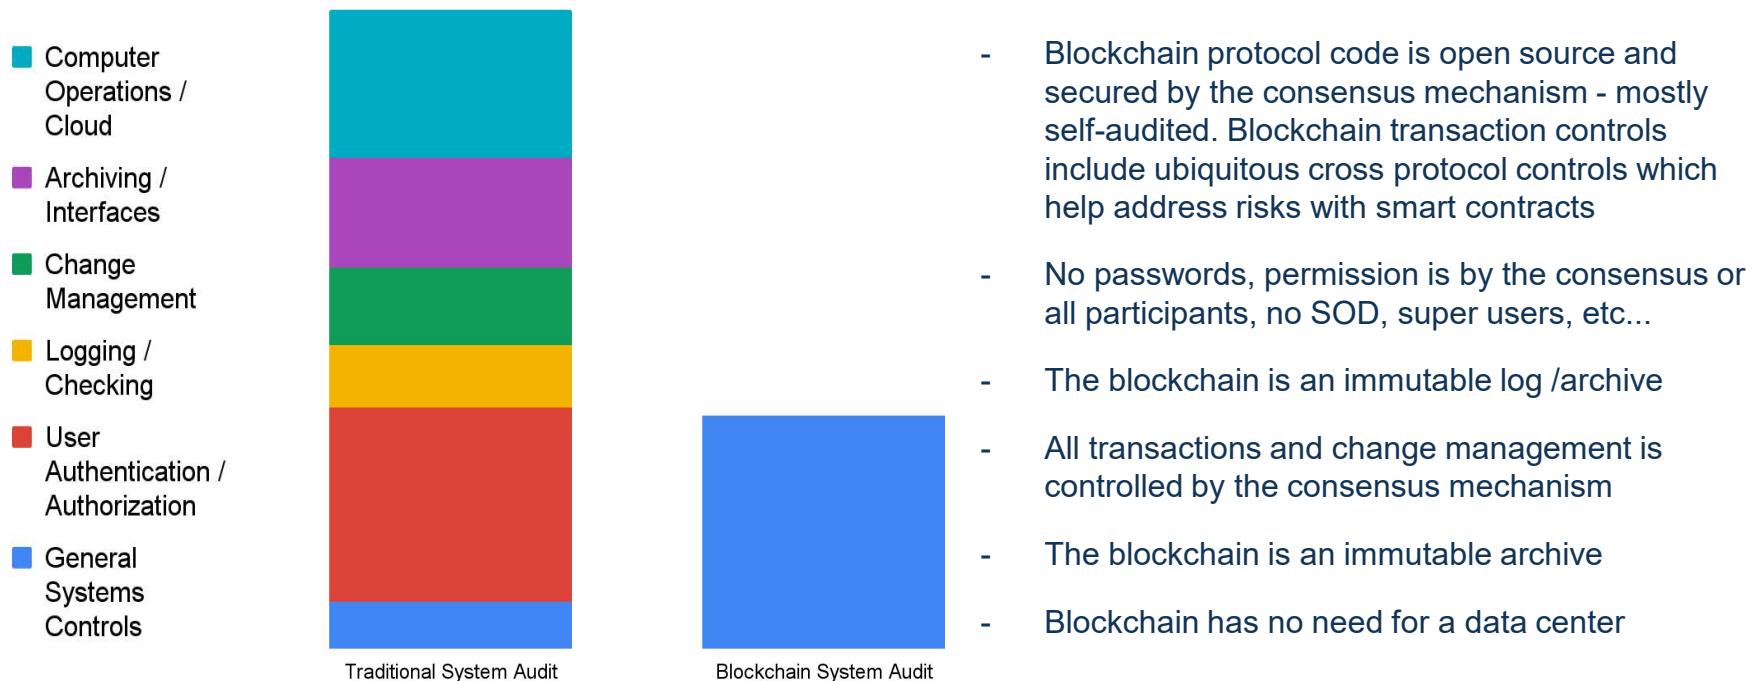 Computer
Operations /
Cloud
Archiving /
Interfaces
Change
Management
Logging /
Checking
User
Authentication /
Authorization
General
Systems
Controls
Traditional System Audit
Blockchain System Audit
- Blockchain protocol code is open source and
secured by the consensus mechanism - mostly
self-audited. Blockchain transaction controls
include ubiquitous cross protocol controls which
help address risks with smart contracts
- No passwords, permission is by the consensus or
all participants, no SOD, super users, etc...
- The blockchain is an immutable log /archive
- All transactions and change management is
controlled by the consensus mechanism
- The blockchain is an immutable archive
- Blockchain has no need for a data center